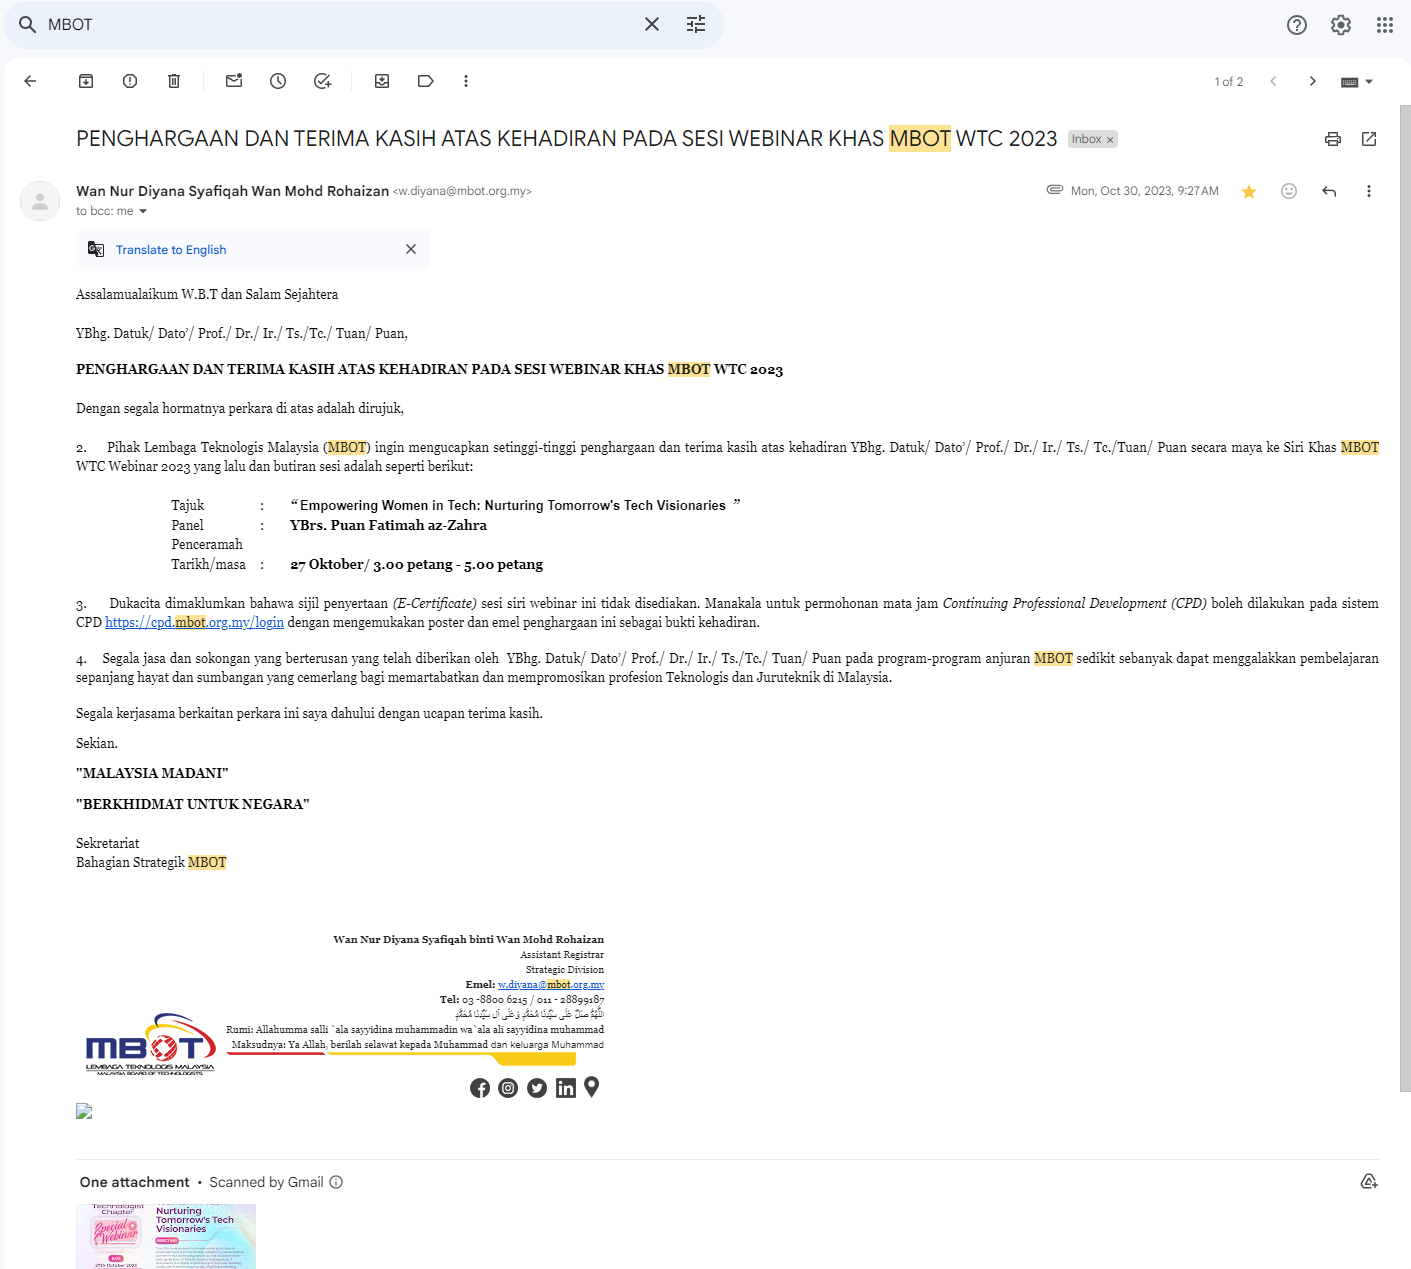 MBOT
1 of 2
PENGHARGAAN DAN TERIMA KASIH ATAS KEHADIRAN PADA SESI WEBINAR KHAS MBOT WTC 2023 Inbox ×
Wan Nur Diyana Syafiqah Wan Mohd Rohaizan <w.diyana@mbot.org.my>
Mon, Oct 30, 2023, 9:27 AM
to bcc: me
Translate to English
Assalamualaikum W.B.T dan Salam Sejahtera
YBhg. Datuk/ Dato’/ Prof./ Dr./ Ir./ Ts./Tc./ Tuan/ Puan,
PENGHARGAAN DAN TERIMA KASIH ATAS KEHADIRAN PADA SESI WEBINAR KHAS MBOT WTC 2023
Dengan segala hormatnya perkara di atas adalah dirujuk,
2. Pihak Lembaga Teknologis Malaysia (MBOT) ingin mengucapkan setinggi-tinggi penghargaan dan terima kasih atas kehadiran YBhg. Datuk/ Dato’/ Prof./ Dr./ Ir./ Ts./ Tc./Tuan/ Puan secara maya ke Siri Khas MBOT
WTC Webinar 2023 yang lalu dan butiran sesi adalah seperti berikut:
Tajuk : “ Empowering Women in Tech: Nurturing Tomorrow's Tech Visionaries ”
Panel : YBrs. Puan Fatimah az-Zahra
Penceramah
Tarikh/masa : 27 Oktober/ 3.00 petang - 5.00 petang
3. Dukacita dimaklumkan bahawa sijil penyertaan (E-Certificate) sesi siri webinar ini tidak disediakan. Manakala untuk permohonan mata jam Continuing Professional Development (CPD) boleh dilakukan pada sistem
CPD https://cpd.mbot.org.my/login dengan mengemukakan poster dan emel penghargaan ini sebagai bukti kehadiran.
4. Segala jasa dan sokongan yang berterusan yang telah diberikan oleh YBhg. Datuk/ Dato’/ Prof./ Dr./ Ir./ Ts./Tc./ Tuan/ Puan pada program-program anjuran MBOT sedikit sebanyak dapat menggalakkan pembelajaran
sepanjang hayat dan sumbangan yang cemerlang bagi memartabatkan dan mempromosikan profesion Teknologis dan Juruteknik di Malaysia.
Segala kerjasama berkaitan perkara ini saya dahului dengan ucapan terima kasih.
Sekian.
"MALAYSIA MADANI"
"BERKHIDMAT UNTUK NEGARA"
Sekretariat
Bahagian Strategik MBOT
Wan Nur Diyana Syafiqah binti Wan Mohd Rohaizan
Assistant Registrar
Strategic Division
Emel: w.diyana@mbot.org.my
Tel: 03 -8800 6215 / 011 - 28899187
اللَّهُمَّ صَلِّ عَلَى سَيِّدِنَا مُحَمَّدٍ وَعَلَى آلِ سَيِّدِنَا مُحَمَّدٍ
Rumi: Allahumma salli `ala sayyidina muhammadin wa`ala ali sayyidina muhammad
Maksudnya: Ya Allah, berilah selawat kepada Muhammad dan keluarga Muhammad
MBOT
LEMBAGA TEKNOLOGIS MALAYSIA
MALAYSIA BOARD OF TECHNOLOGISTS
One attachment • Scanned by Gmail
Technologist
Chapter
Special
Webinar
DATE
27th October 2023
Nurturing
Tomorrow's Tech
Visionaries